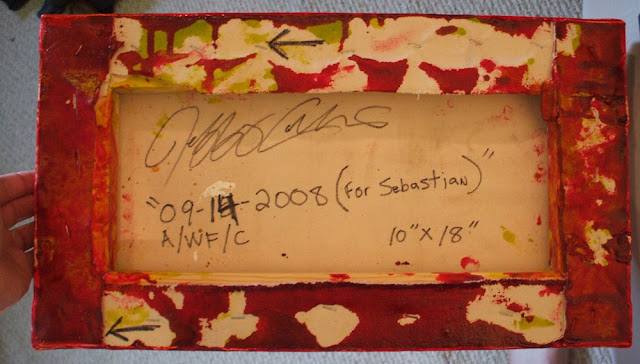 "09-14-2008 (For Sebastian)"
A/WF/C 10" x 18"